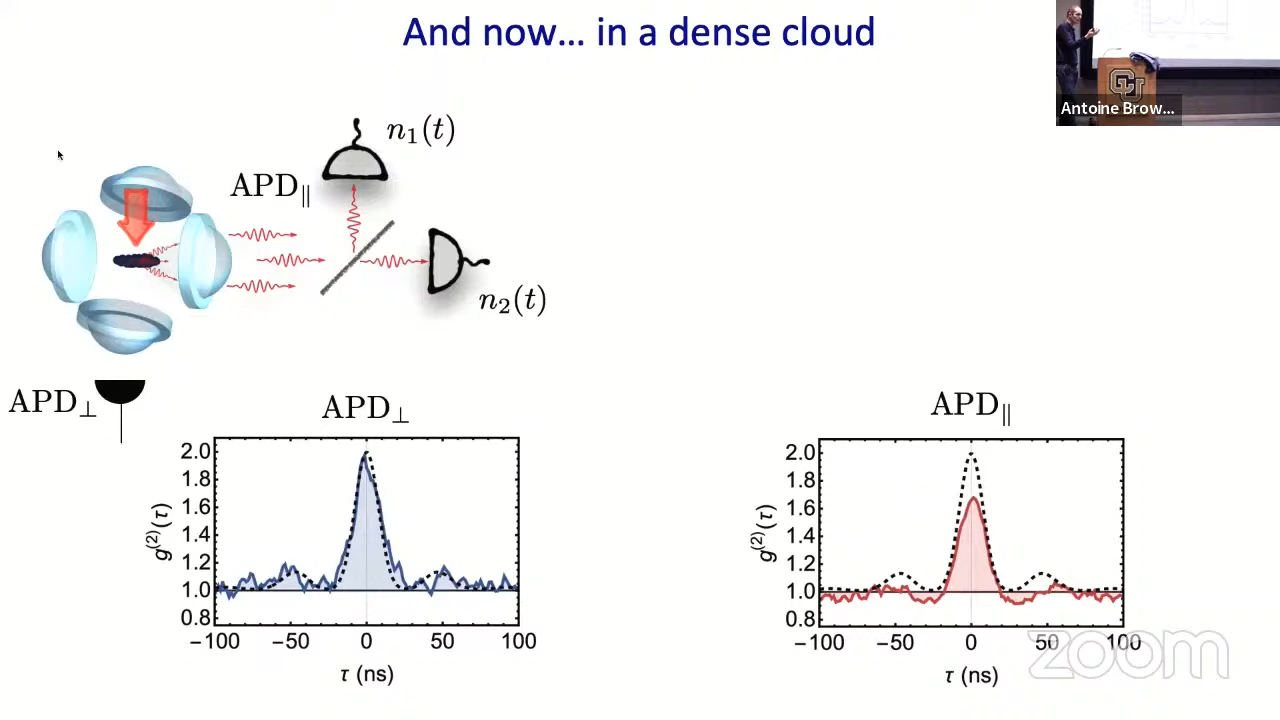 And now... in a dense cloud
Antoine Brow...
n₁(t)
APD∥
n₂(t)
APD⊥
APD⊥
2.0
1.8
1.6
1.4
1.2
1.0
0.8
g⁽²⁾(τ)
−100 −50 0 50 100
τ (ns)
APD∥
2.0
1.8
1.6
1.4
1.2
1.0
0.8
g⁽²⁾(τ)
−100 −50 0 50 100
τ (ns)
zoom
CU